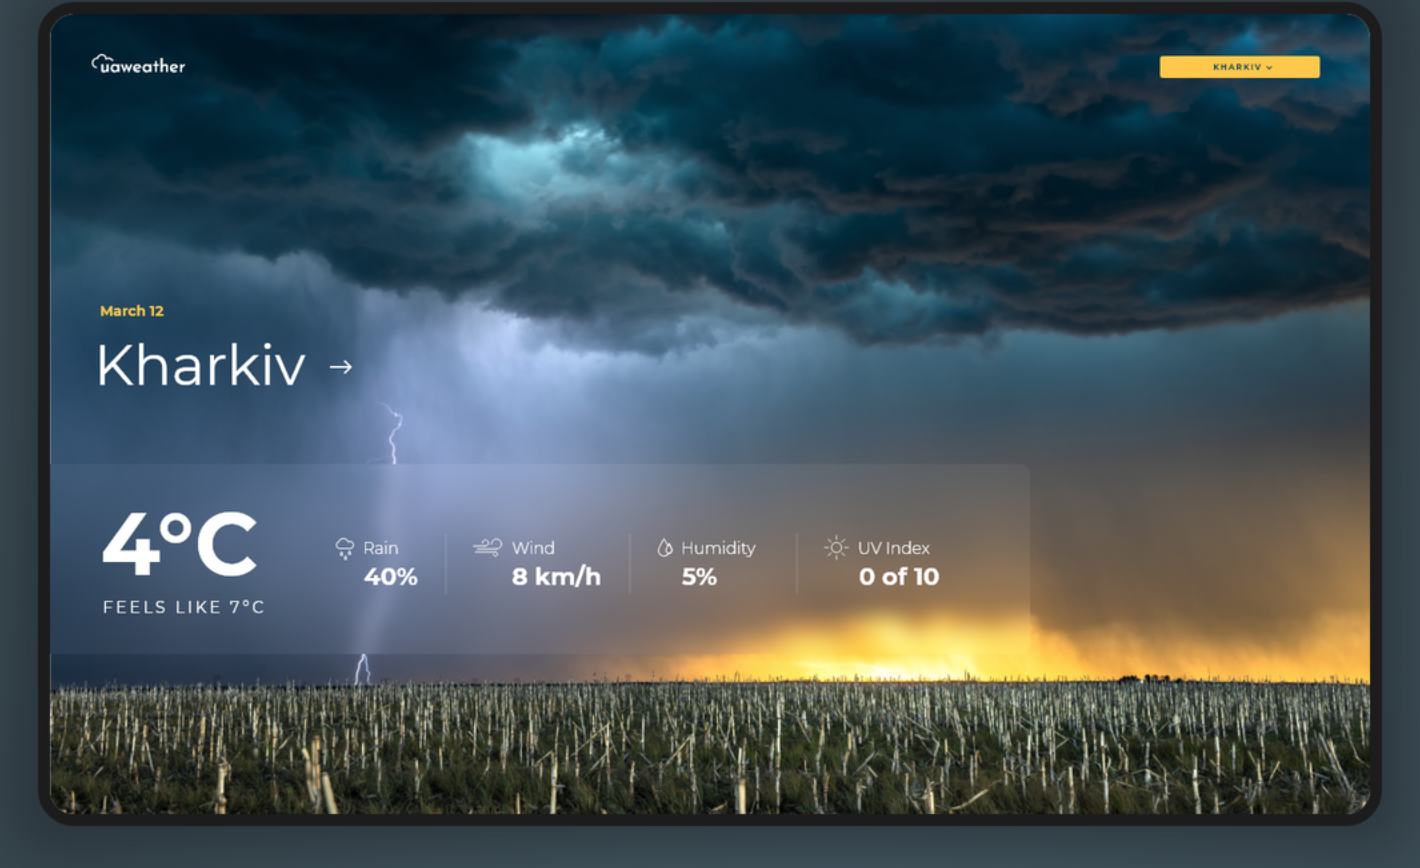 uaweather
KHARKIV
March 12
Kharkiv →
4°C
FEELS LIKE 7°C
Rain
40%
Wind
8 km/h
Humidity
5%
UV Index
0 of 10